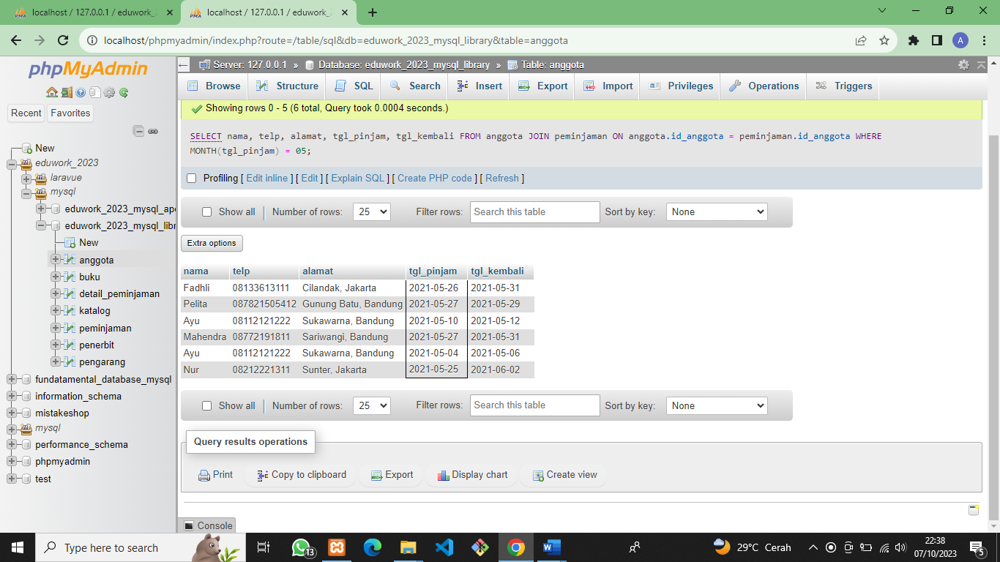 localhost / 127.0.0.1 / eduwork_2
localhost / 127.0.0.1 / eduwork_2
localhost/phpmyadmin/index.php?route=/table/sql&db=eduwork_2023_mysql_library&table=anggota
A
phpMyAdmin
Recent Favorites
New
eduwork_2023
laravue
mysql
eduwork_2023_mysql_ape
eduwork_2023_mysql_libr
New
anggota
buku
detail_peminjaman
katalog
peminjaman
penerbit
pengarang
fundatamental_database_mysql
information_schema
mistakeshop
mysql
performance_schema
phpmyadmin
test
Server: 127.0.0.1 » Database: eduwork_2023_mysql_library » Table: anggota
Browse Structure SQL Search Insert Export Import Privileges Operations Triggers
Showing rows 0 - 5 (6 total, Query took 0.0004 seconds.)
SELECT nama, telp, alamat, tgl_pinjam, tgl_kembali FROM anggota JOIN peminjaman ON anggota.id_anggota = peminjaman.id_anggota WHERE
MONTH(tgl_pinjam) = 05;
Profiling [ Edit inline ] [ Edit ] [ Explain SQL ] [ Create PHP code ] [ Refresh ]
Show all Number of rows: 25 Filter rows: Search this table Sort by key: None
Extra options
nama telp alamat tgl_pinjam tgl_kembali
Fadhli 08133613111 Cilandak, Jakarta 2021-05-26 2021-05-31
Pelita 087821505412 Gunung Batu, Bandung 2021-05-27 2021-05-29
Ayu 08112121222 Sukawarna, Bandung 2021-05-10 2021-05-12
Mahendra 08772191811 Sariwangi, Bandung 2021-05-27 2021-05-31
Ayu 08112121222 Sukawarna, Bandung 2021-05-04 2021-05-06
Nur 08212221311 Sunter, Jakarta 2021-05-25 2021-06-02
Show all Number of rows: 25 Filter rows: Search this table Sort by key: None
Query results operations
Print Copy to clipboard Export Display chart Create view
Console
Type here to search
13
29°C Cerah
22:38
07/10/2023
5